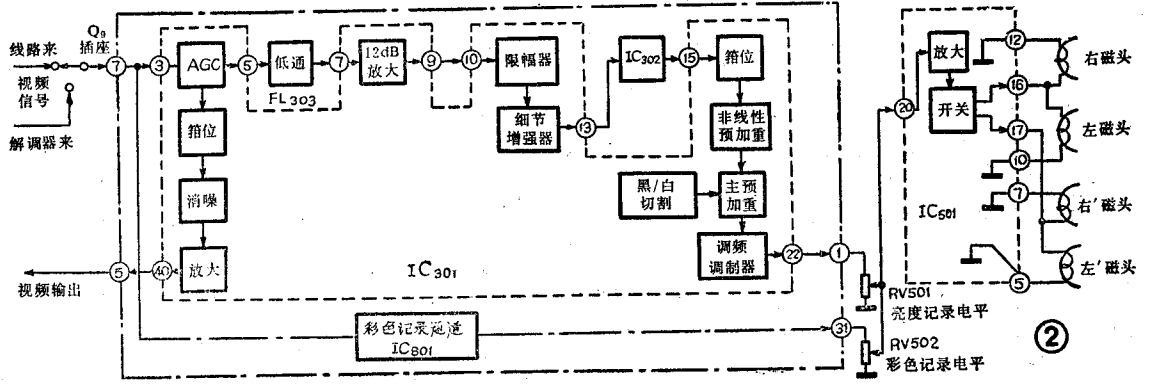 Q₉
插座
线路来
视频
信号
解调器来
⑦
③
AGC
⑤
低通
FL303
⑦
12dB
放大
⑨
⑩
限幅器
细节
增强器
⑬
IC302
⑮
箝位
非线性
预加重
黑/白
切割
主预
加重
调频
调制器
㉒
①
箝位
消噪
放大
㊵
⑤
视频输出
IC301
彩色记录通道
IC801
㉛
RV501
亮度记录电平
RV502
彩色记录电平
⑳
放大
开关
IC501
⑫
⑯
⑰
⑩
⑦
⑤
右磁头
左磁头
右′磁头
左′磁头
②